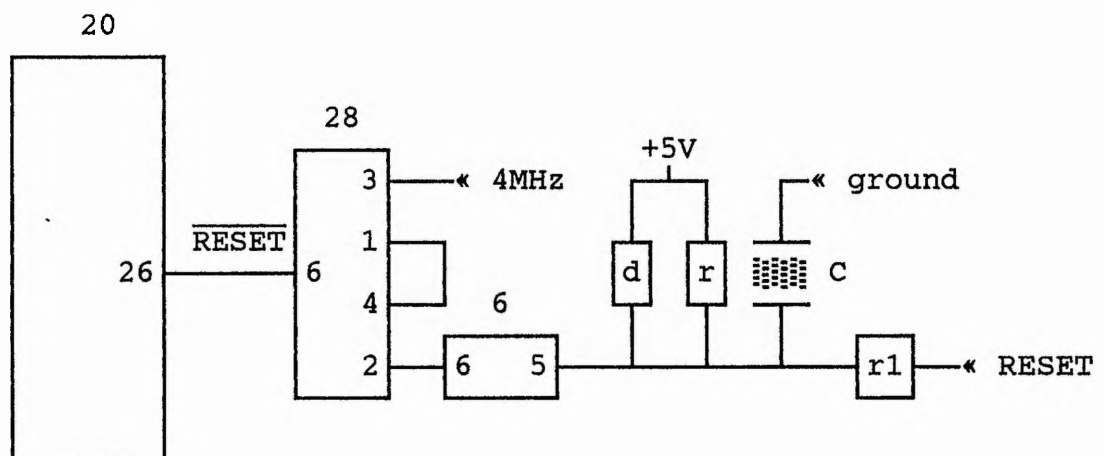 20
28
+5V
3 « 4MHz
« ground
RESET
1
26
6
d
r
C
4
6
2
6 5
r1
« RESET